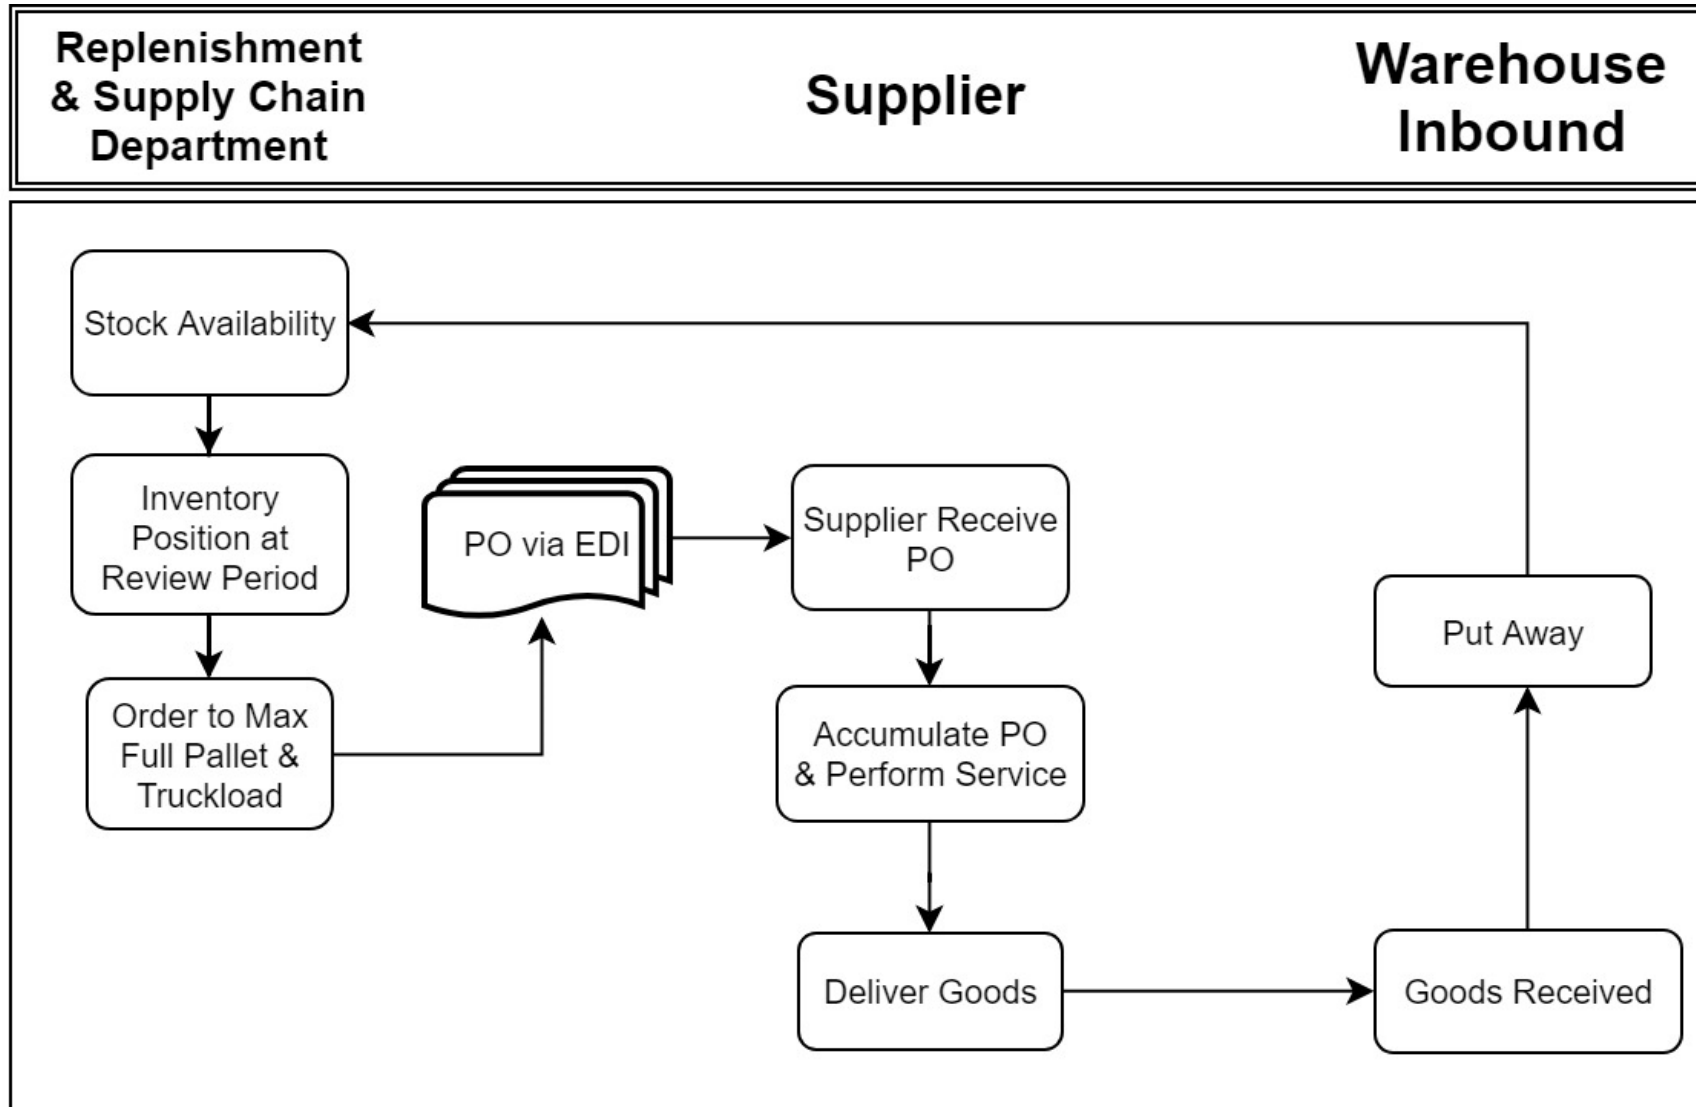 Replenishment
& Supply Chain
Department
Supplier
Warehouse
Inbound
Stock Availability
Inventory
Position at
Review Period
Order to Max
Full Pallet &
Truckload
PO via EDI
Supplier Receive
PO
Accumulate PO
& Perform Service
Deliver Goods
Goods Received
Put Away